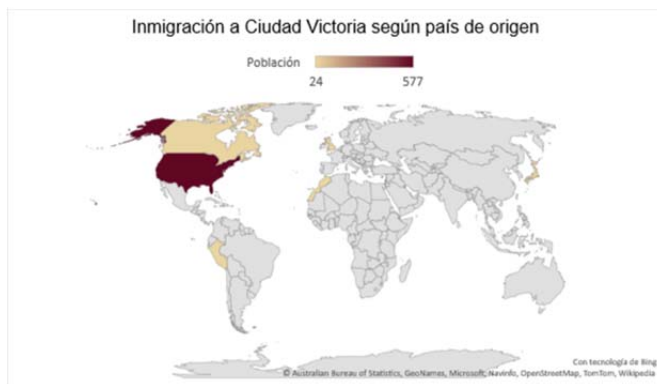 Inmigración a Ciudad Victoria según país de origen
Población
24 577
Con tecnología de Bing
© Australian Bureau of Statistics, GeoNames, Microsoft, Navinfo, OpenStreetMap, TomTom, Wikipedia